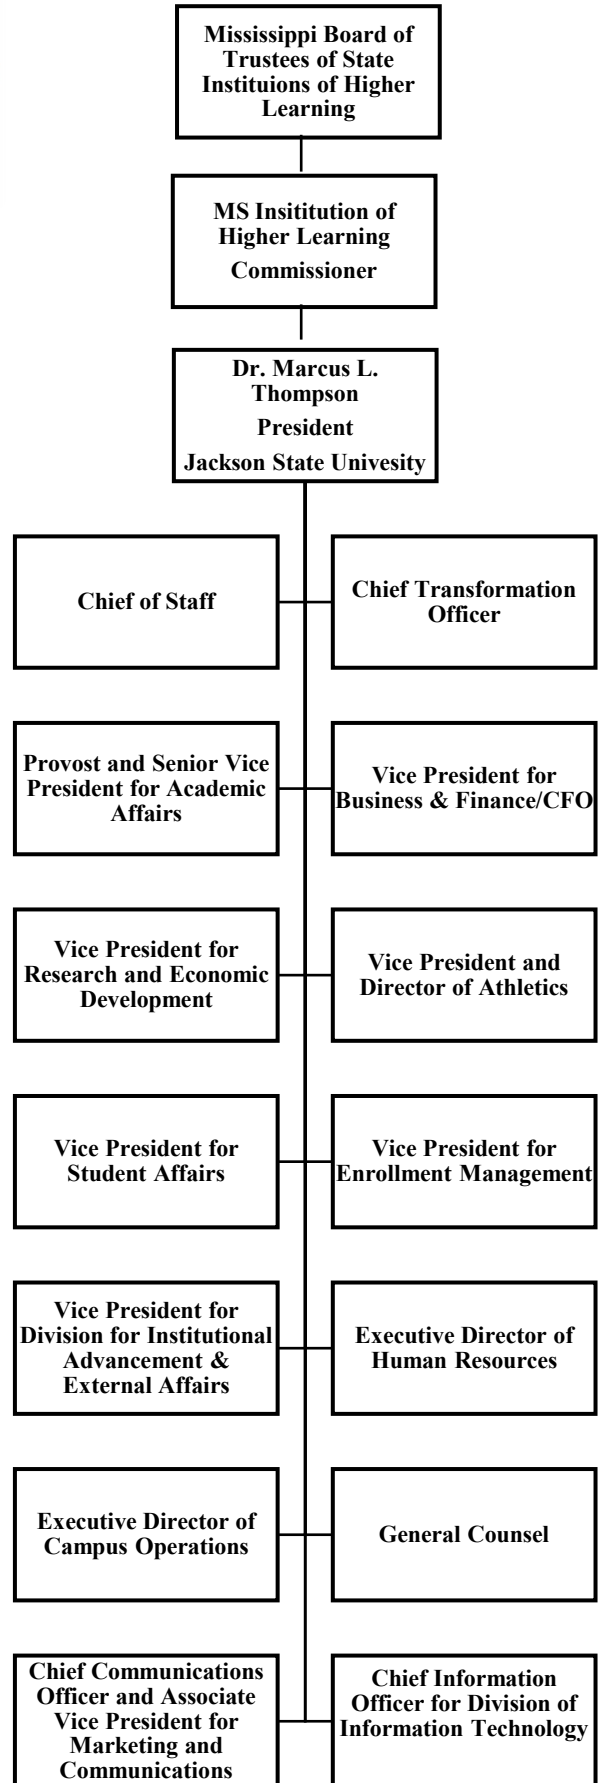 Mississippi Board of
Trustees of State
Instituions of Higher
Learning
MS Insititution of
Higher Learning
Commissioner
Dr. Marcus L.
Thompson
President
Jackson State Univesity
Chief of Staff
Chief Transformation
Officer
Provost and Senior Vice
President for Academic
Affairs
Vice President for
Business & Finance/CFO
Vice President for
Research and Economic
Development
Vice President and
Director of Athletics
Vice President for
Student Affairs
Vice President for
Enrollment Management
Vice President for
Division for Institutional
Advancement &
External Affairs
Executive Director of
Human Resources
Executive Director of
Campus Operations
General Counsel
Chief Communications
Officer and Associate
Vice President for
Marketing and
Communications
Chief Information
Officer for Division of
Information Technology